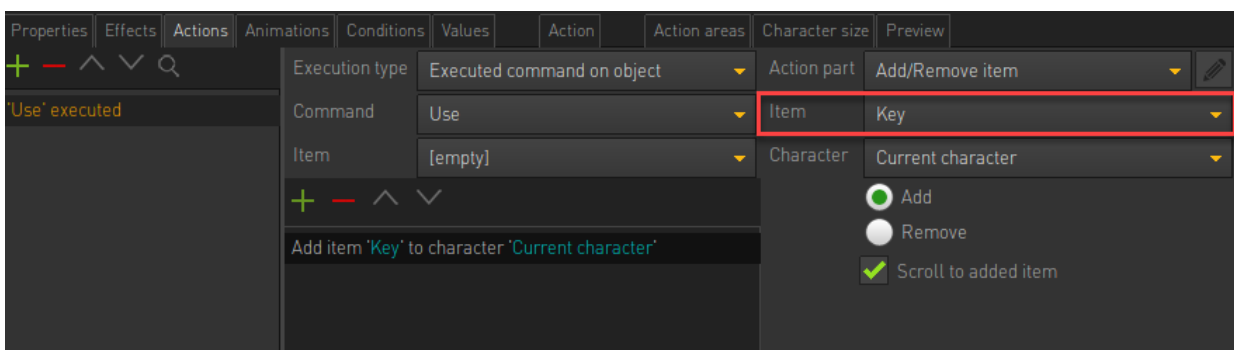 Properties Effects Actions Animations Conditions Values Action Action areas Character size Preview
Execution type Executed command on object Action part Add/Remove item
'Use' executed Command Use Item Key
Item [empty] Character Current character
Add
Remove
Add item 'Key' to character 'Current character'
Scroll to added item